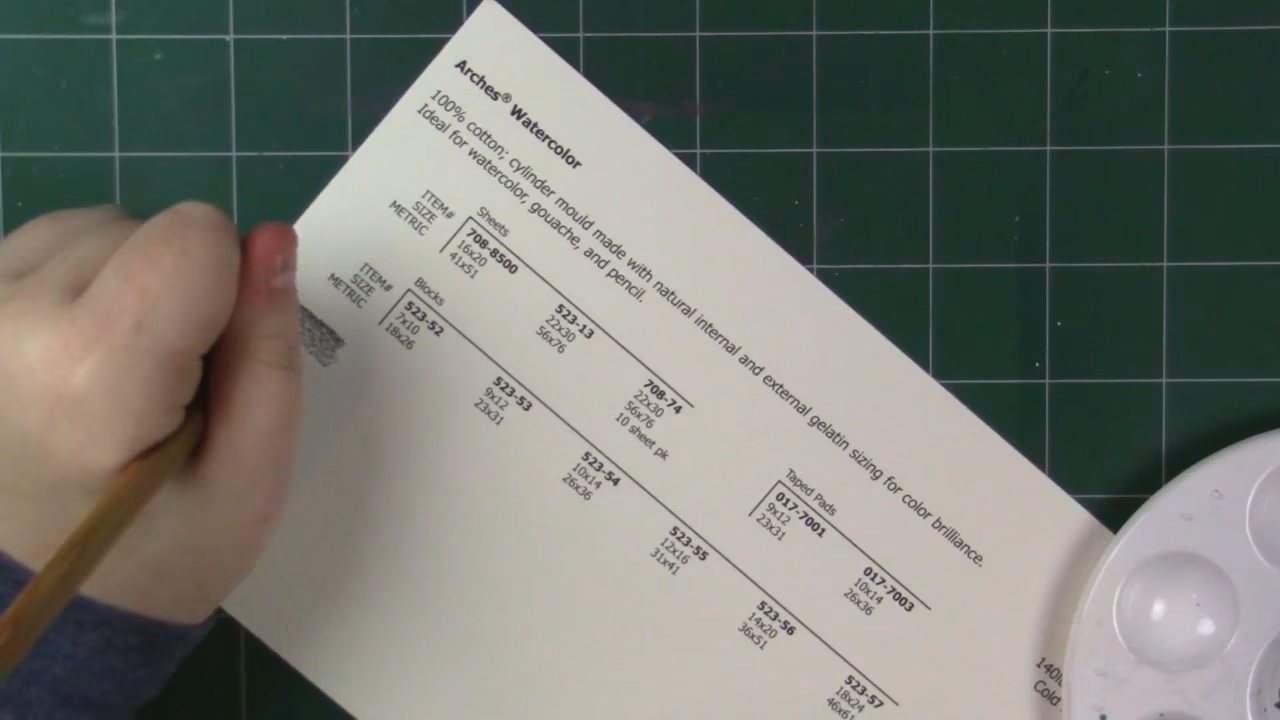 Arches® Watercolor
100% cotton; cylinder mould made with natural internal and external gelatin sizing for color brilliance.
Ideal for watercolor, gouache, and pencil.
Sheets
ITEM# 708-8500 523-13 708-74
SIZE 16x20 22x30 22x30
METRIC 41x51 56x76 56x76
10 sheet pk
Taped Pads
017-7001 017-7003
9x12 10x14
23x31 26x36
Blocks
ITEM# 523-52 523-53 523-54 523-55 523-56 523-57
SIZE 7x10 9x12 10x14 12x16 14x20 18x24
METRIC 18x26 23x31 26x36 31x41 36x51 46x61
Cold